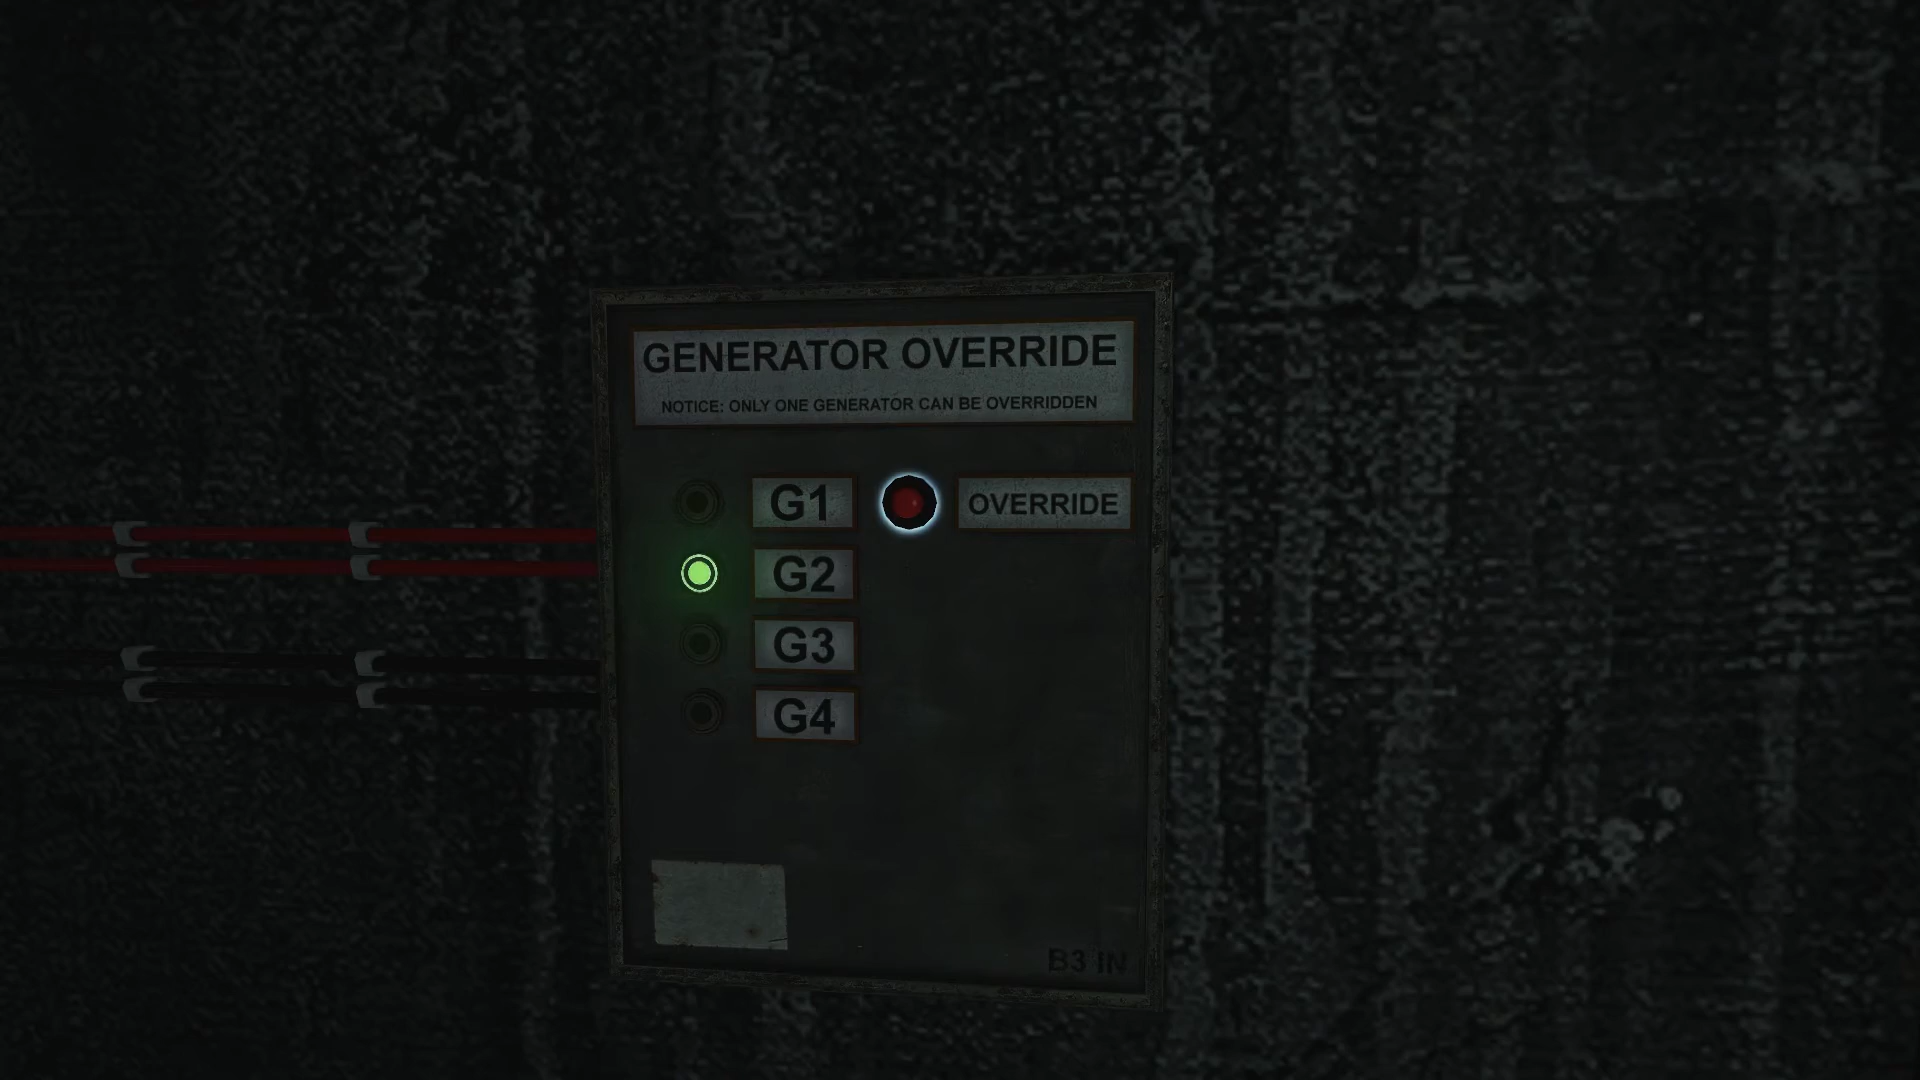 GENERATOR OVERRIDE
NOTICE: ONLY ONE GENERATOR CAN BE OVERRIDDEN
G1 OVERRIDE
G2
G3
G4
B3 IN